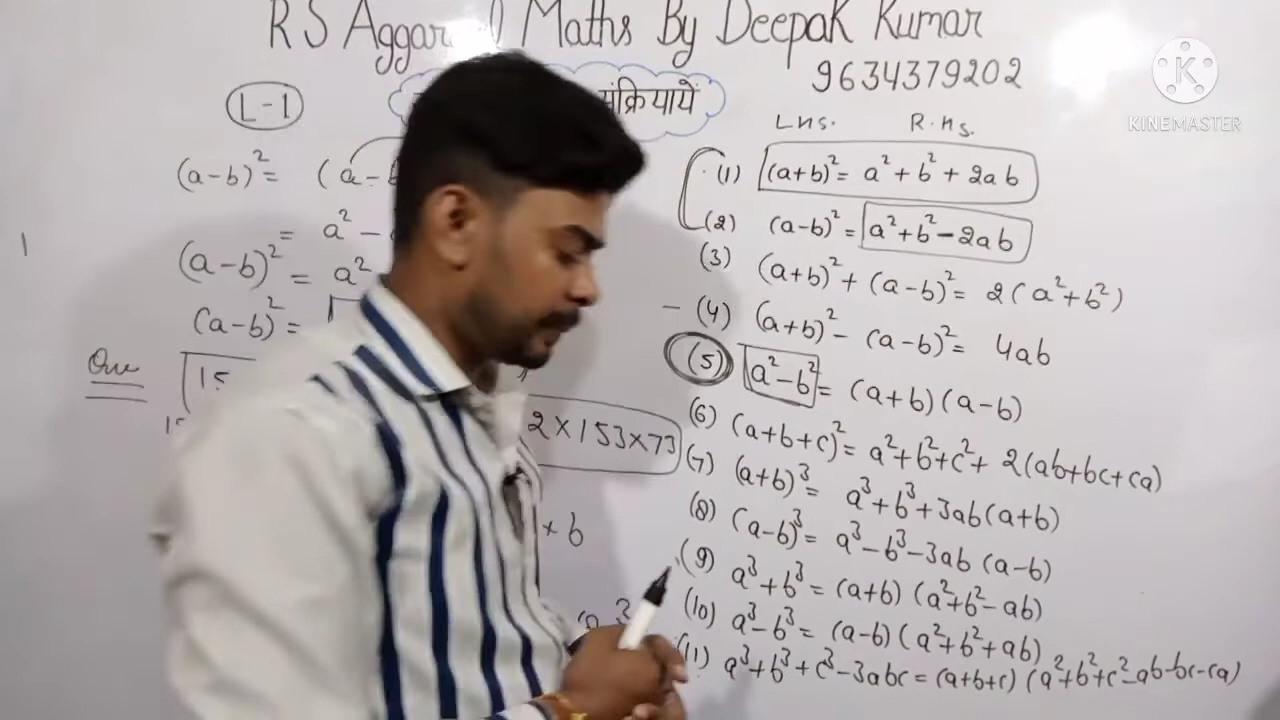 RS Aggar Maths By Deepak Kumar
9634379202
KINEMASTER
L-1
संक्रियायें
(a-b)² = (a-b
= a² -
(a-b)² = a²
(a-b)² =
Que
15
2×153×73
× b
a³
LHS. R.HS.
(1) (a+b)² = a² + b² + 2ab
(2) (a-b)² = a² + b² - 2ab
(3) (a+b)² + (a-b)² = 2(a² + b²)
(4) (a+b)² - (a-b)² = 4ab
(5) a² - b² = (a+b)(a-b)
(6) (a+b+c)² = a²+b²+c²+ 2(ab+bc+ca)
(7) (a+b)³ = a³+b³+3ab(a+b)
(8) (a-b)³ = a³-b³-3ab(a-b)
(9) a³+b³ = (a+b) (a²+b²-ab)
(10) a³-b³ = (a-b) (a²+b²+ab)
(11) a³+b³+c³-3abc = (a+b+c) (a²+b²+c²-ab-bc-ca)